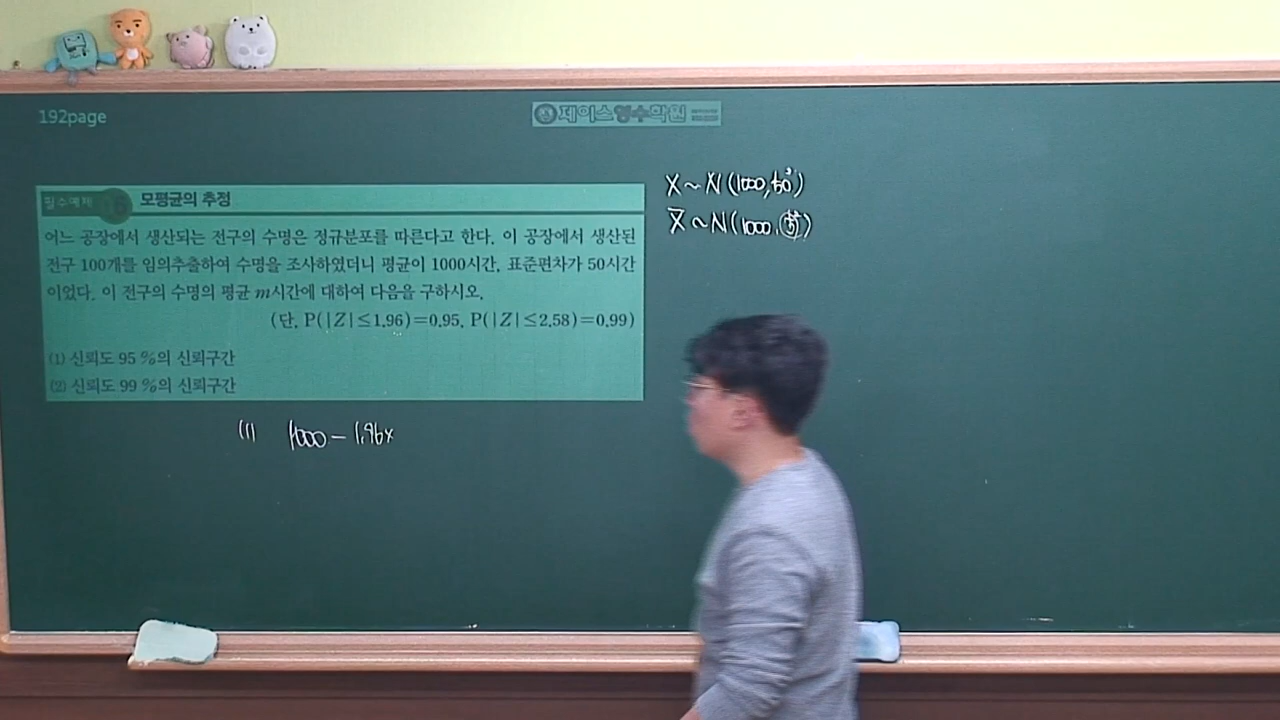 192page
제이스영수학원
필수예제 모평균의 추정
어느 공장에서 생산되는 전구의 수명은 정규분포를 따른다고 한다. 이 공장에서 생산된
전구 100개를 임의추출하여 수명을 조사하였더니 평균이 1000시간, 표준편차가 50시간
이었다. 이 전구의 수명의 평균 m시간에 대하여 다음을 구하시오.
(단, P(|Z|≤1.96)=0.95, P(|Z|≤2.58)=0.99)
(1) 신뢰도 95 %의 신뢰구간
(2) 신뢰도 99 %의 신뢰구간
X ~ N(1000, 50²)
X̄ ~ N(1000,
(1) 1000 - 1.96×